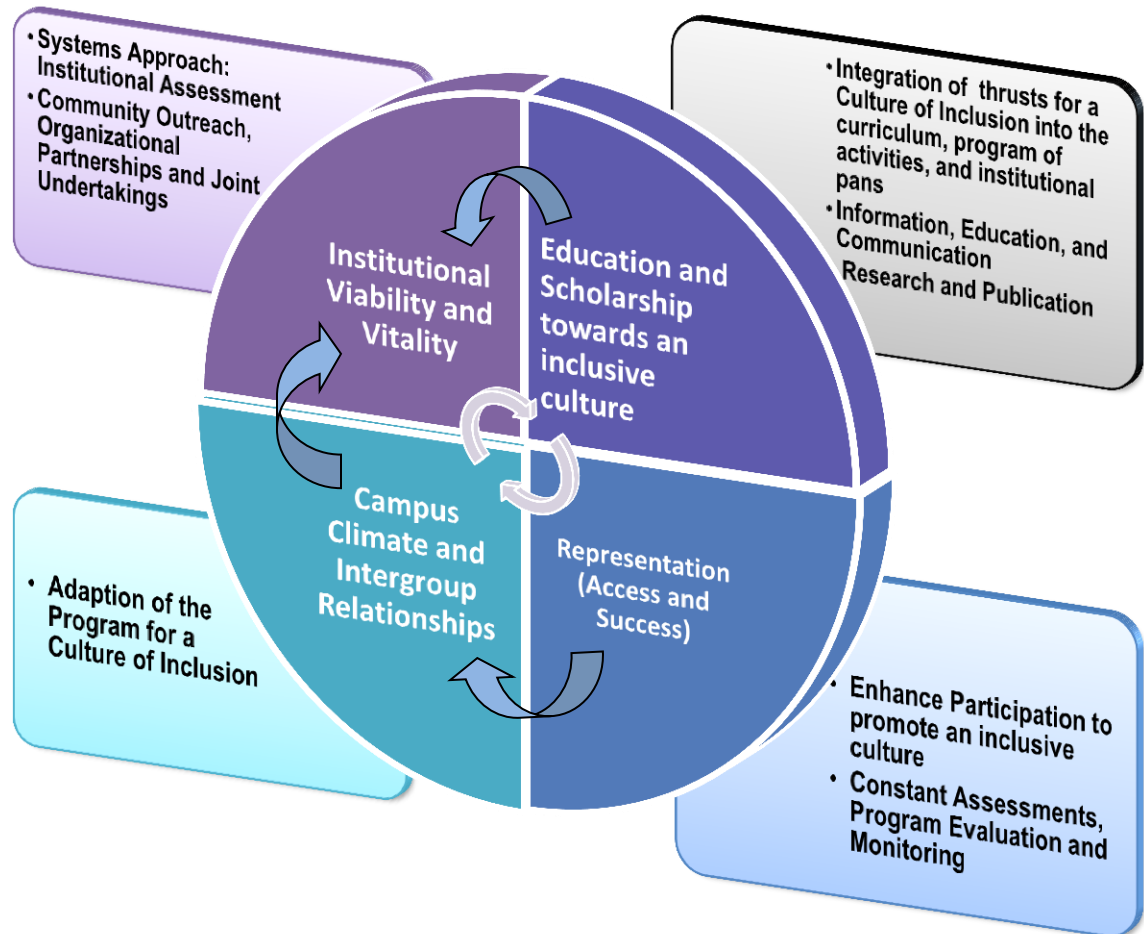 • Systems Approach:
Institutional Assessment
• Community Outreach,
Organizational
Partnerships and Joint
Undertakings
• Integration of thrusts for a
Culture of Inclusion into the
curriculum, program of
activities, and institutional
pans
• Information, Education, and
Communication
Research and Publication
Institutional
Viability and
Vitality
Education and
Scholarship
towards an
inclusive
culture
Campus
Climate and
Intergroup
Relationships
Representation
(Access and
Success)
• Adaption of the
Program for a
Culture of Inclusion
• Enhance Participation to
promote an inclusive
culture
• Constant Assessments,
Program Evaluation and
Monitoring